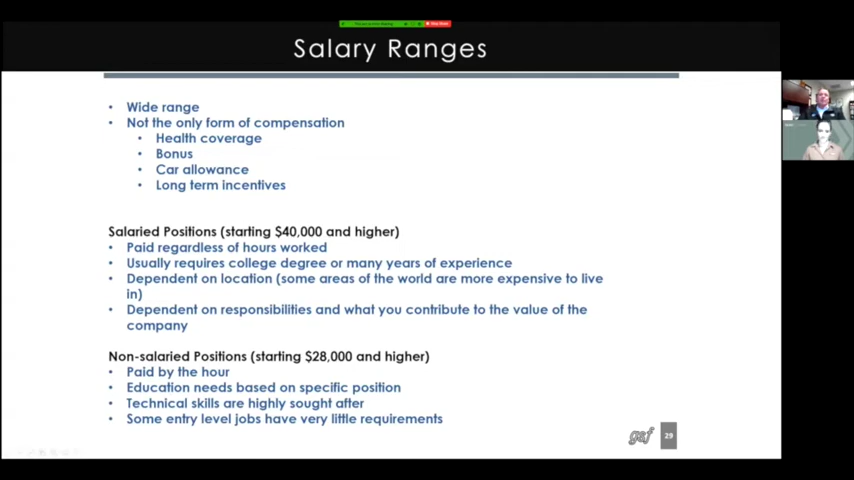 Salary Ranges
• Wide range
• Not the only form of compensation
• Health coverage
• Bonus
• Car allowance
• Long term incentives
Salaried Positions (starting $40,000 and higher)
• Paid regardless of hours worked
• Usually requires college degree or many years of experience
• Dependent on location (some areas of the world are more expensive to live
in)
• Dependent on responsibilities and what you contribute to the value of the
company
Non-salaried Positions (starting $28,000 and higher)
• Paid by the hour
• Education needs based on specific position
• Technical skills are highly sought after
• Some entry level jobs have very little requirements
gef 29